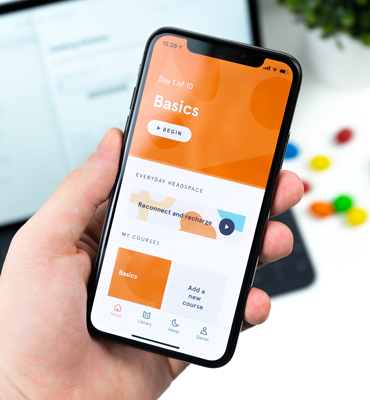 15:28
Day 1 of 10
Basics
BEGIN
EVERYDAY HEADSPACE
Reconnect and recharge
MY COURSES
Basics
Add a
new
course
Home
Library
Sleep
Daniel